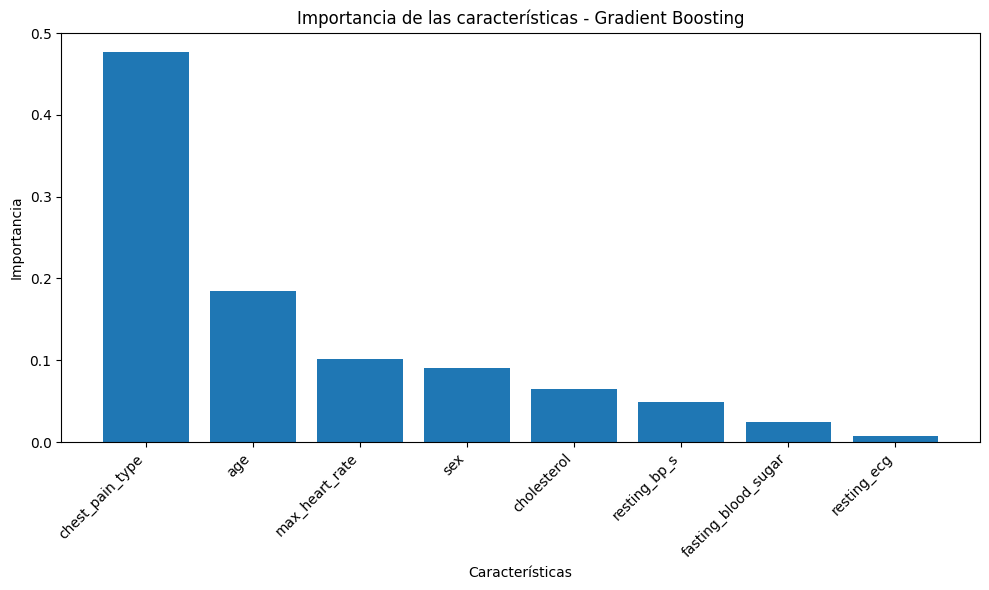 Importancia de las características - Gradient Boosting
Importancia
0.5
0.4
0.3
0.2
0.1
0.0
chest_pain_type
age
max_heart_rate
sex
cholesterol
resting_bp_s
fasting_blood_sugar
resting_ecg
Características